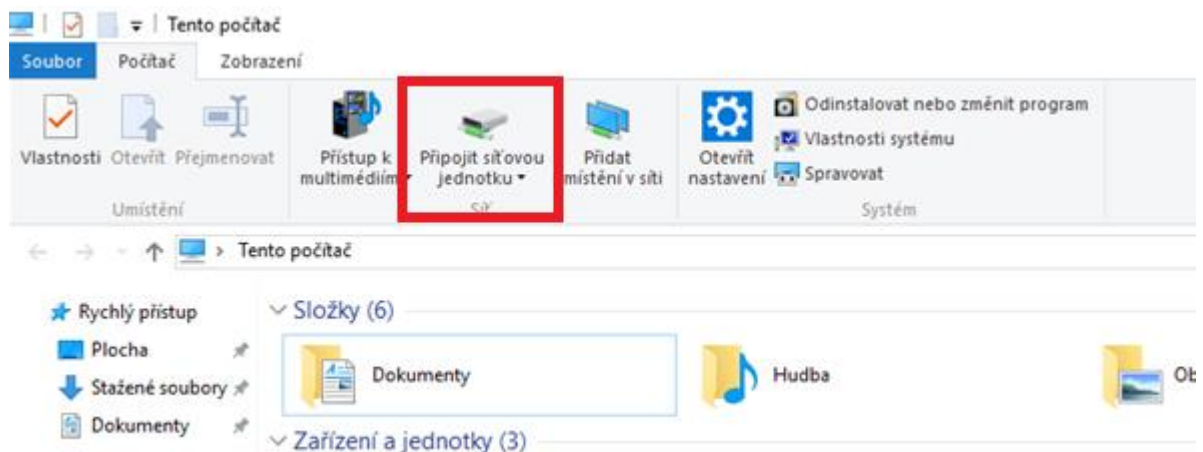 Tento počítač
Soubor Počítač Zobrazení
Vlastnosti Otevřít Přejmenovat
Přístup k multimédiím
Připojit síťovou jednotku
Přidat
místění v síti
Otevřít nastavení
Odinstalovat nebo změnit program
Vlastnosti systému
Spravovat
Umístění
Síť
Systém
Tento počítač
Rychlý přístup
Plocha
Stažené soubory
Dokumenty
Složky (6)
Dokumenty
Hudba
Ob
Zařízení a jednotky (3)